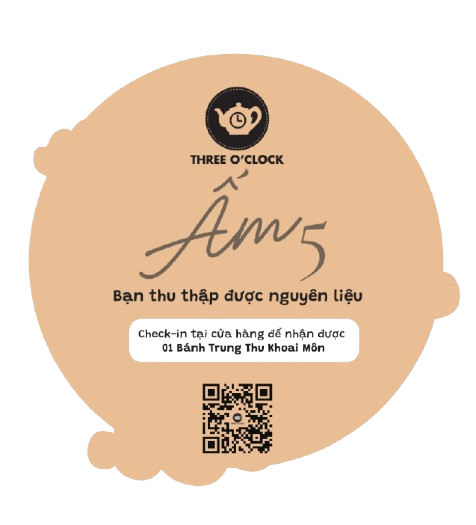 THREE O'CLOCK
Ấm 5
Bạn thu thập được nguyên liệu
Check-in tại cửa hàng để nhận được
01 Bánh Trung Thu Khoai Môn